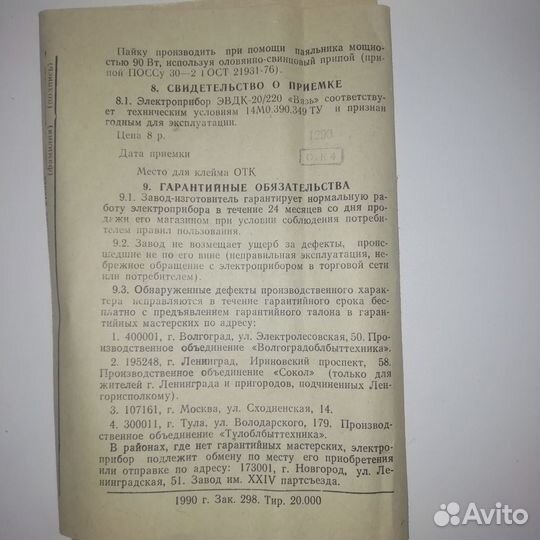 Пайку производить при помощи паяльника мощно-
стью 90 Вт, используя оловянно-свинцовый припой (при-
пой ПОССу 30—2 ГОСТ 21931-76).
8. СВИДЕТЕЛЬСТВО О ПРИЕМКЕ
8.1. Электроприбор ЭВДК-20/220 «Вязь» соответству-
ет техническим условиям 14М0.390.349 ТУ и признан
годным для эксплуатации.
Цена 8 р.
1290
Дата приемки
О.К 4
Место для клейма ОТК
9. ГАРАНТИЙНЫЕ ОБЯЗАТЕЛЬСТВА
9.1. Завод-изготовитель гарантирует нормальную ра-
боту электроприбора в течение 24 месяцев со дня про-
дажи его магазином при условии соблюдения потреби-
телем правил пользования.
9.2. Завод не возмещает ущерб за дефекты, проис-
шедшие не по его вине (неправильная эксплуатация, не-
брежное обращение с электроприбором в торговой сети
или потребителем).
9.3. Обнаруженные дефекты производственного харак-
тера исправляются в течение гарантийного срока бес-
платно с предъявлением гарантийного талона в гаран-
тийных мастерских по адресу:
1. 400001, г. Волгоград, ул. Электролесовская, 50. Про-
изводственное объединение «Волгоградоблбыттехника».
2. 195248, г. Ленинград, Ириновский проспект, 58.
Производственное объединение «Сокол» (только для
жителей г. Ленинграда и пригородов, подчиненных Лен-
горисполкому).
3. 107161, г. Москва, ул. Сходненская, 14.
4. 300011, г. Тула, ул. Володарского, 179. Производ-
ственное объединение «Тулоблбыттехника».
В районах, где нет гарантийных мастерских, электро-
прибор подлежит обмену по месту его приобретения
или отправке по адресу: 173001, г. Новгород, ул. Ле-
нинградская, 51. Завод им. XXIV партсъезда.
1990 г. Зак. 298. Тир. 20.000
(фамилия) (подпись)
Avito